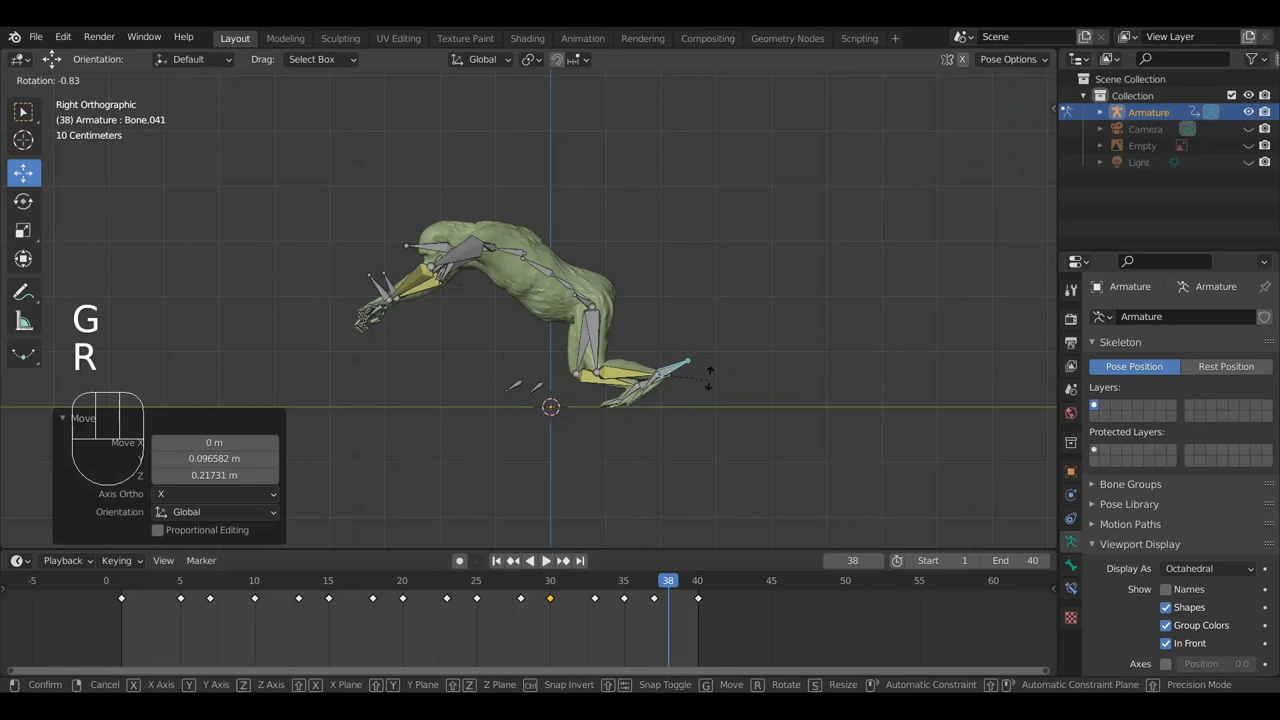 File Edit Render Window Help Layout Modeling Sculpting UV Editing Texture Paint Shading Animation Rendering Compositing Geometry Nodes Scripting + Scene View Layer
Orientation: Default Drag: Select Box Global X Pose Options
Rotation: -0.83
Right Orthographic
(38) Armature : Bone.041
10 Centimeters
Scene Collection
Collection
Armature
Camera
Empty
Light
G
R
Move
Move X 0 m
Y 0.096582 m
Z 0.21731 m
Axis Ortho X
Orientation Global
Proportional Editing
Armature Armature
Armature
Skeleton
Pose Position Rest Position
Layers:
Protected Layers:
Bone Groups
Pose Library
Motion Paths
Viewport Display
Display As Octahedral
Show Names
Shapes
Group Colors
In Front
Axes Position 0.0
Playback Keying View Marker 38 Start 1 End 40
-5 0 5 10 15 20 25 30 35 38 40 45 50 55 60
Confirm Cancel X X Axis Y Y Axis Z Z Axis X X Plane Y Y Plane Z Z Plane Ctrl Snap Invert Snap Toggle G Move R Rotate S Resize Automatic Constraint Automatic Constraint Plane Precision Mode